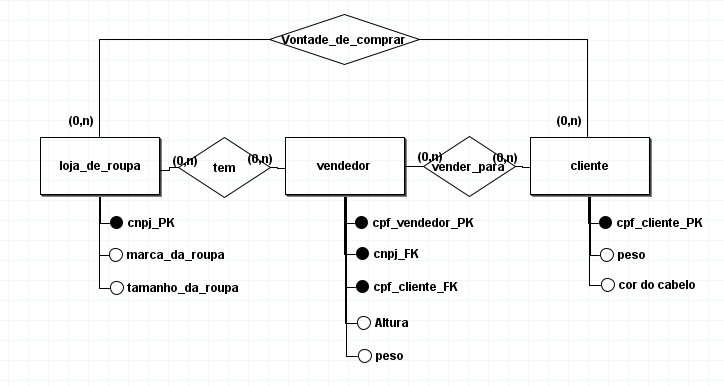 Vontade_de_comprar
(0,n)
(0,n)
loja_de_roupa
(0,n)
tem
(0,n)
vendedor
(0,n)
vender_para
(0,n)
cliente
cnpj_PK
marca_da_roupa
tamanho_da_roupa
cpf_vendedor_PK
cnpj_FK
cpf_cliente_FK
Altura
peso
cpf_cliente_PK
peso
cor do cabelo